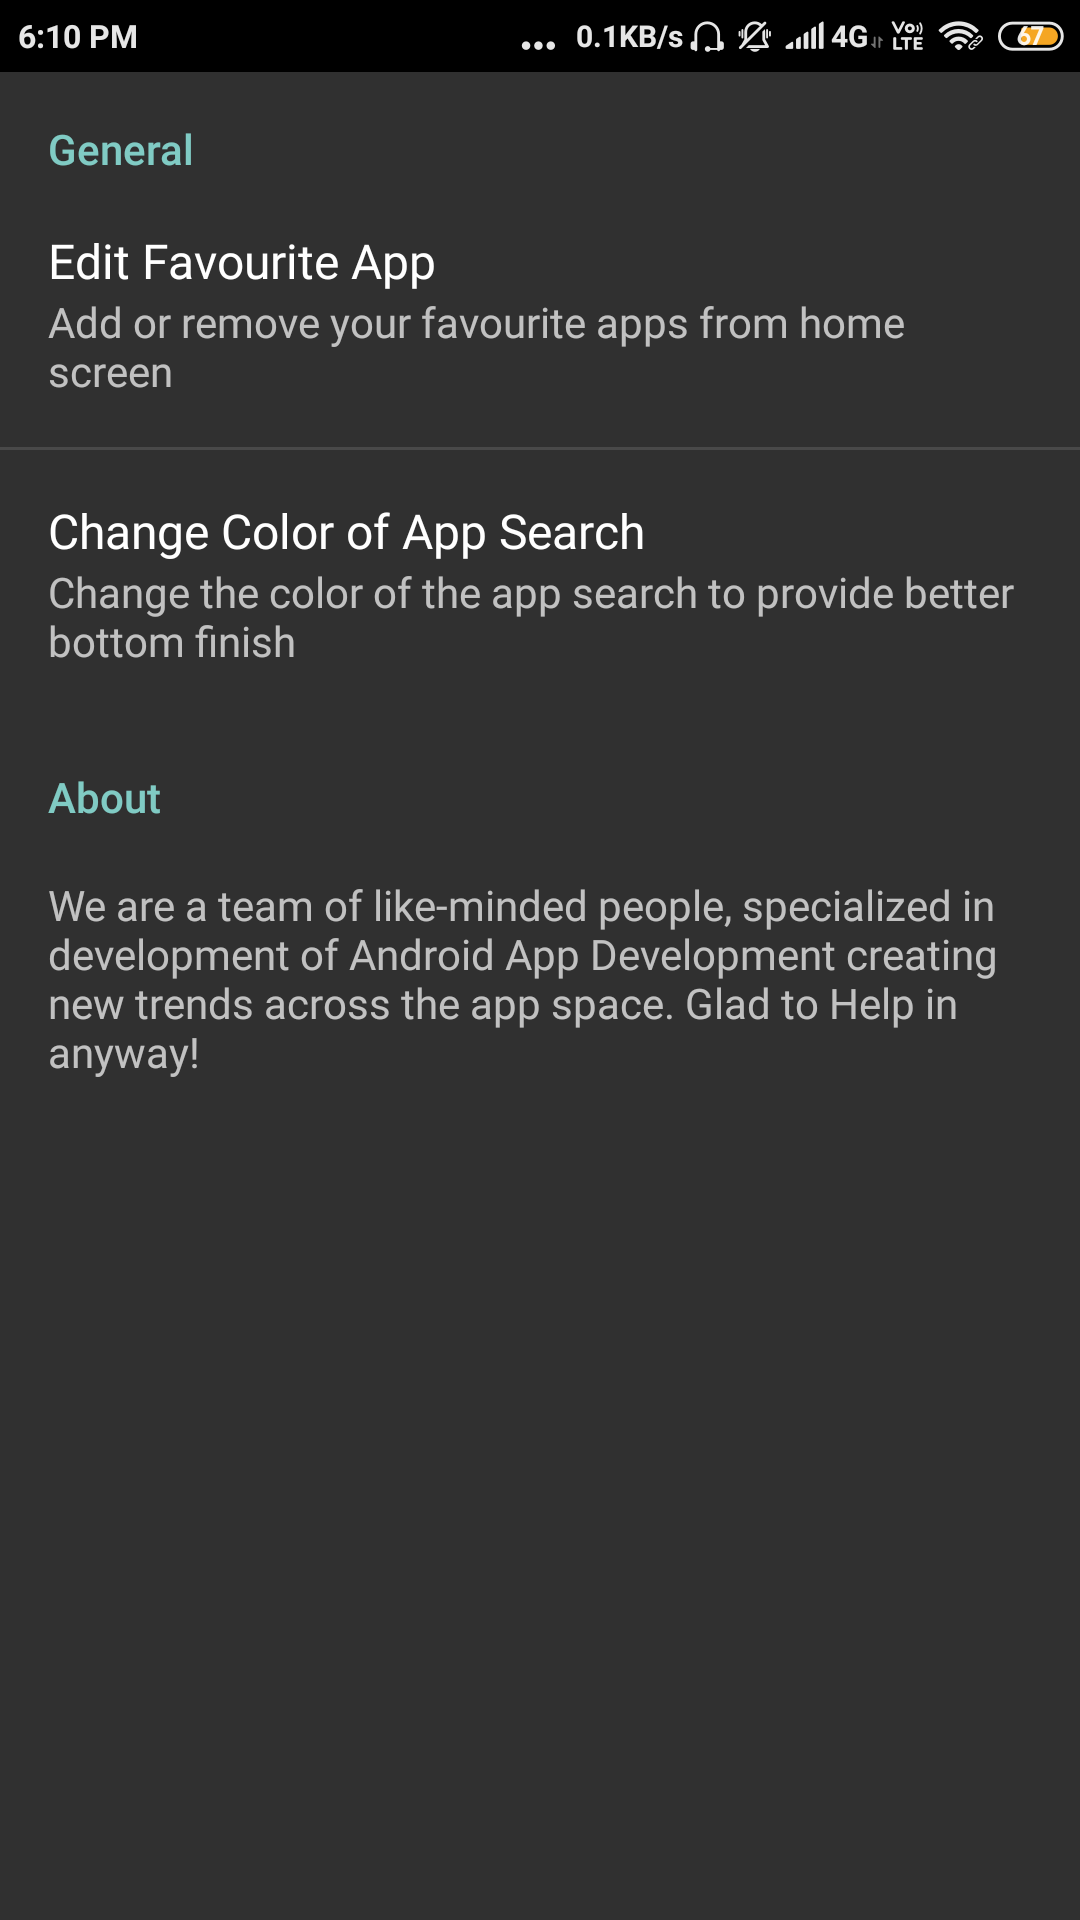 6:10 PM ... 0.1KB/s 4G VoLTE 67
General
Edit Favourite App
Add or remove your favourite apps from home
screen
Change Color of App Search
Change the color of the app search to provide better
bottom finish
About
We are a team of like-minded people, specialized in
development of Android App Development creating
new trends across the app space. Glad to Help in
anyway!